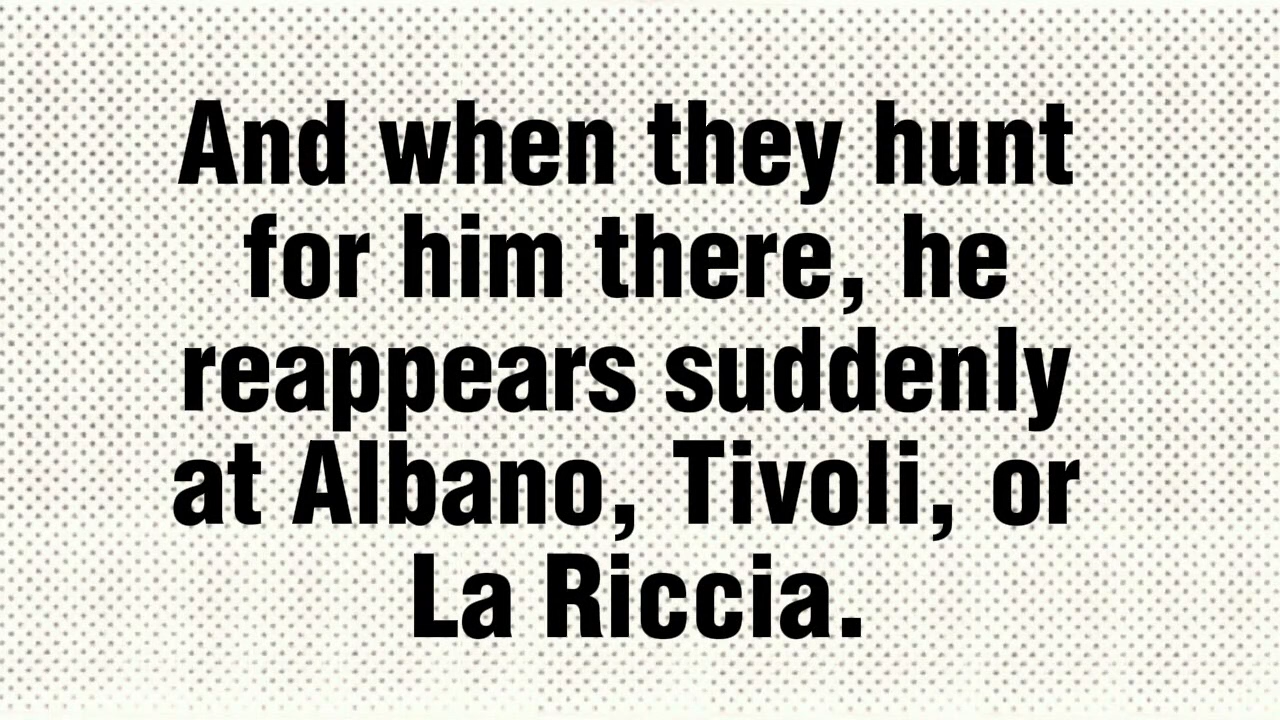 And when they hunt
for him there, he
reappears suddenly
at Albano, Tivoli, or
La Riccia.